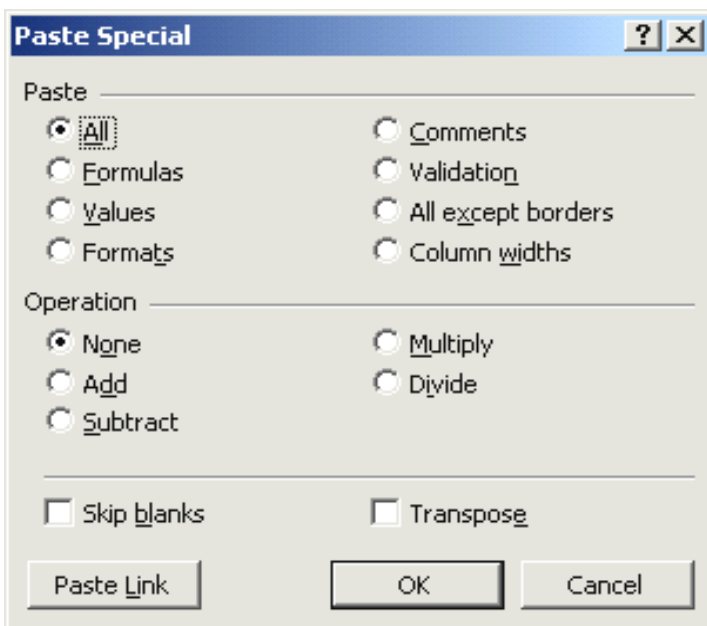 Paste Special
Paste
All Comments
Formulas Validation
Values All except borders
Formats Column widths
Operation
None Multiply
Add Divide
Subtract
Skip blanks Transpose
Paste Link OK Cancel